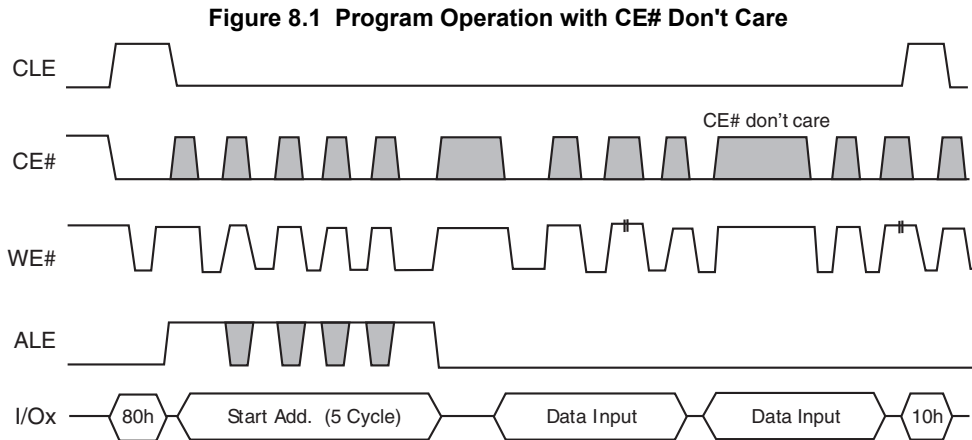 Figure 8.1 Program Operation with CE# Don't Care
CLE
CE# don't care
CE#
WE#
ALE
I/Ox
80h
Start Add. (5 Cycle)
Data Input
Data Input
10h